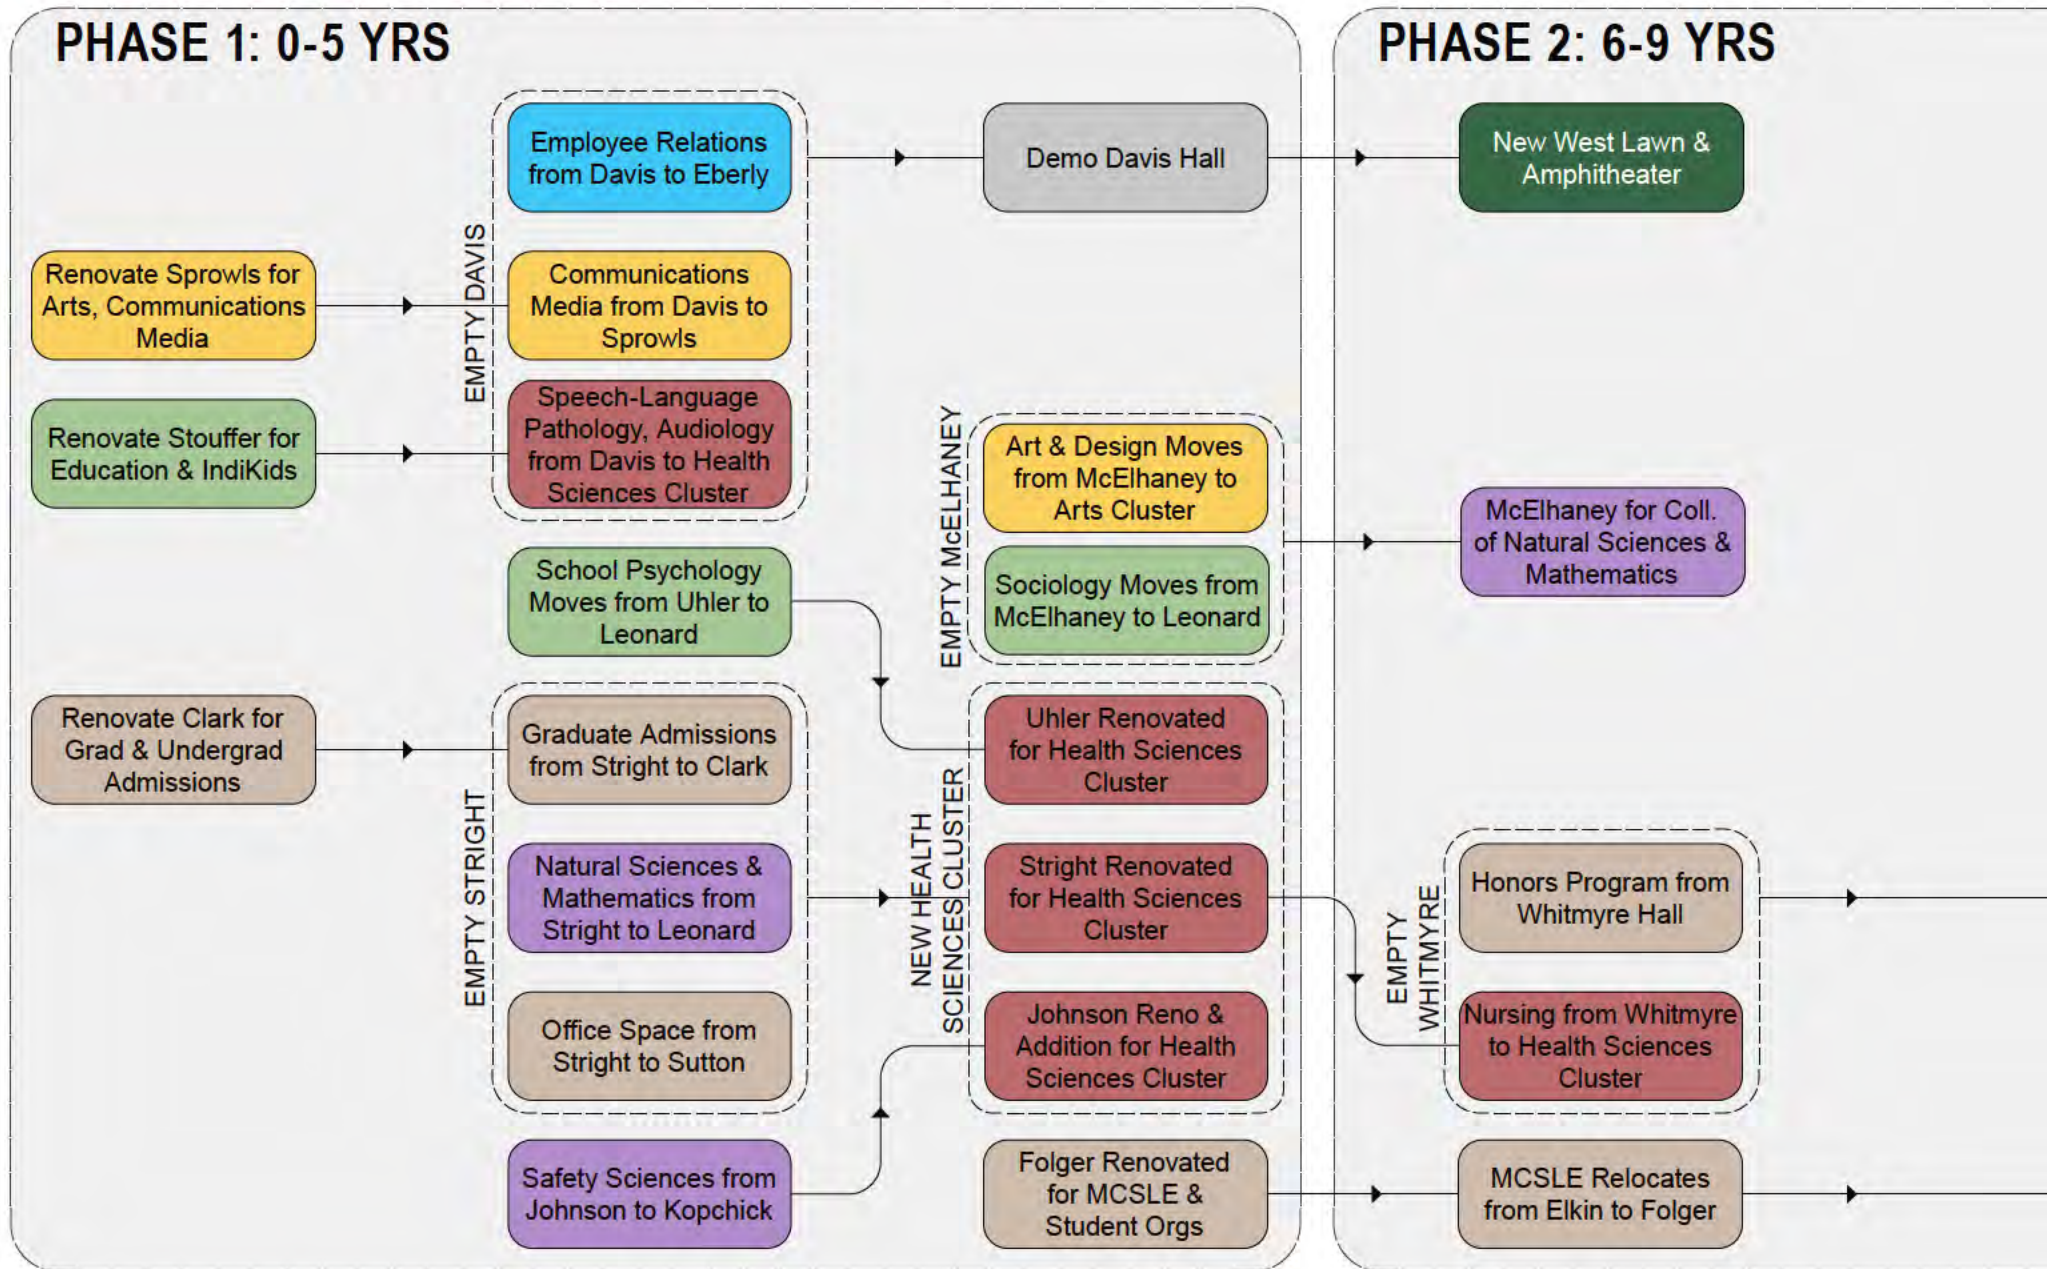 PHASE 1: 0-5 YRS
EMPTY DAVIS
Employee Relations
from Davis to Eberly
Demo Davis Hall
Renovate Sprowls for
Arts, Communications
Media
Communications
Media from Davis to
Sprowls
Renovate Stouffer for
Education & IndiKids
Speech-Language
Pathology, Audiology
from Davis to Health
Sciences Cluster
EMPTY McELHANEY
Art & Design Moves
from McElhaney to
Arts Cluster
Sociology Moves from
McElhaney to Leonard
School Psychology
Moves from Uhler to
Leonard
Renovate Clark for
Grad & Undergrad
Admissions
EMPTY STRIGHT
Graduate Admissions
from Stright to Clark
Natural Sciences &
Mathematics from
Stright to Leonard
Office Space from
Stright to Sutton
NEW HEALTH
SCIENCES CLUSTER
Uhler Renovated
for Health Sciences
Cluster
Stright Renovated
for Health Sciences
Cluster
Johnson Reno &
Addition for Health
Sciences Cluster
Safety Sciences from
Johnson to Kopchick
Folger Renovated
for MCSLE &
Student Orgs
PHASE 2: 6-9 YRS
New West Lawn &
Amphitheater
McElhaney for Coll.
of Natural Sciences &
Mathematics
EMPTY
WHITMYRE
Honors Program from
Whitmyre Hall
Nursing from Whitmyre
to Health Sciences
Cluster
MCSLE Relocates
from Elkin to Folger